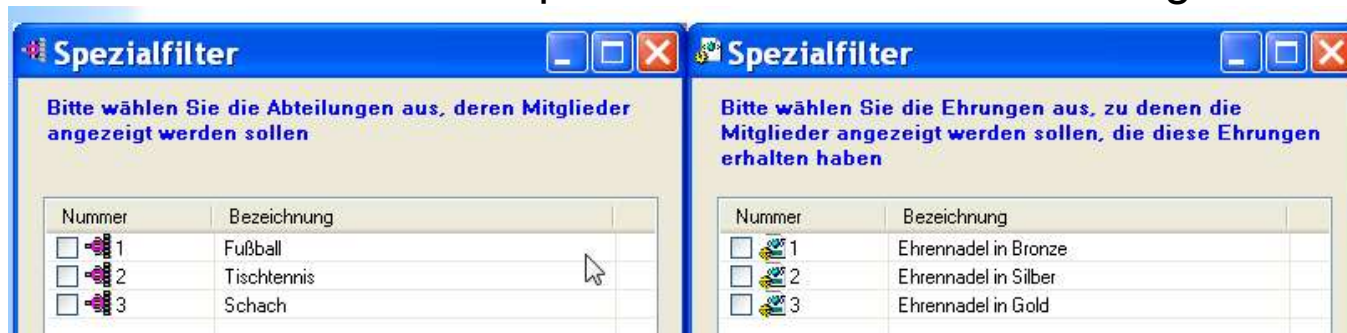 Spezialfilter
Bitte wählen Sie die Abteilungen aus, deren Mitglieder
angezeigt werden sollen
Nummer Bezeichnung
1 Fußball
2 Tischtennis
3 Schach
Spezialfilter
Bitte wählen Sie die Ehrungen aus, zu denen die
Mitglieder angezeigt werden sollen, die diese Ehrungen
erhalten haben
Nummer Bezeichnung
1 Ehrennadel in Bronze
2 Ehrennadel in Silber
3 Ehrennadel in Gold